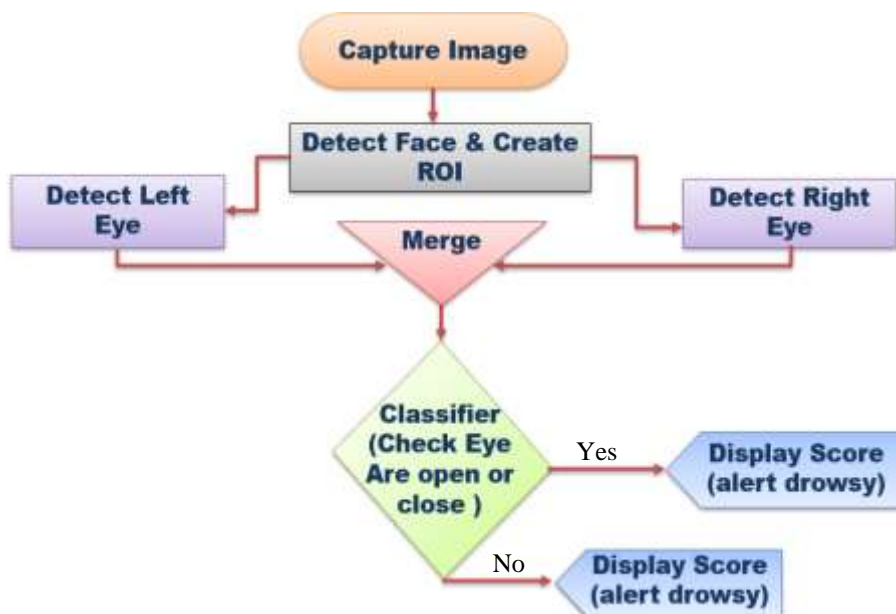 Capture Image
Detect Face & Create
ROI
Detect Left
Eye
Detect Right
Eye
Merge
Classifier
(Check Eye
Are open or
close )
Yes
Display Score
(alert drowsy)
No
Display Score
(alert drowsy)